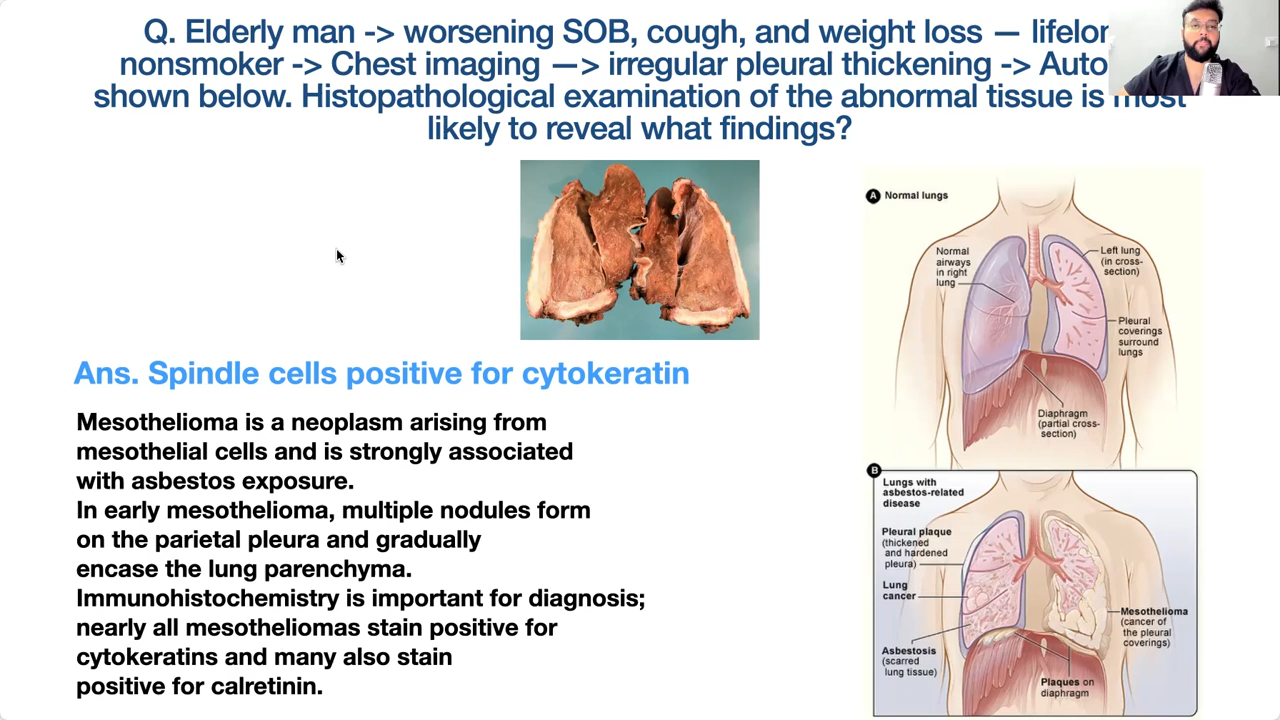 Q. Elderly man -> worsening SOB, cough, and weight loss — 
nonsmoker -> Chest imaging —> irregular pleural thickening -> 
shown below. Histopathological examination of the abnormal tissue is most
likely to reveal what findings?
A Normal lungs
Normal
airways
in right
lung
Left lung
(in cross-
section)
Pleural
coverings
surround
lungs
Diaphragm
(partial cross-
section)
Ans. Spindle cells positive for cytokeratin
Mesothelioma is a neoplasm arising from
mesothelial cells and is strongly associated
with asbestos exposure.
In early mesothelioma, multiple nodules form
on the parietal pleura and gradually
encase the lung parenchyma.
Immunohistochemistry is important for diagnosis;
nearly all mesotheliomas stain positive for
cytokeratins and many also stain
positive for calretinin.
B
Lungs with
asbestos-related
disease
Pleural plaque
(thickened
and hardened
pleura)
Lung
cancer
Asbestosis
(scarred
lung tissue)
Mesothelioma
(cancer of
the pleural
coverings)
Plaques on
diaphragm